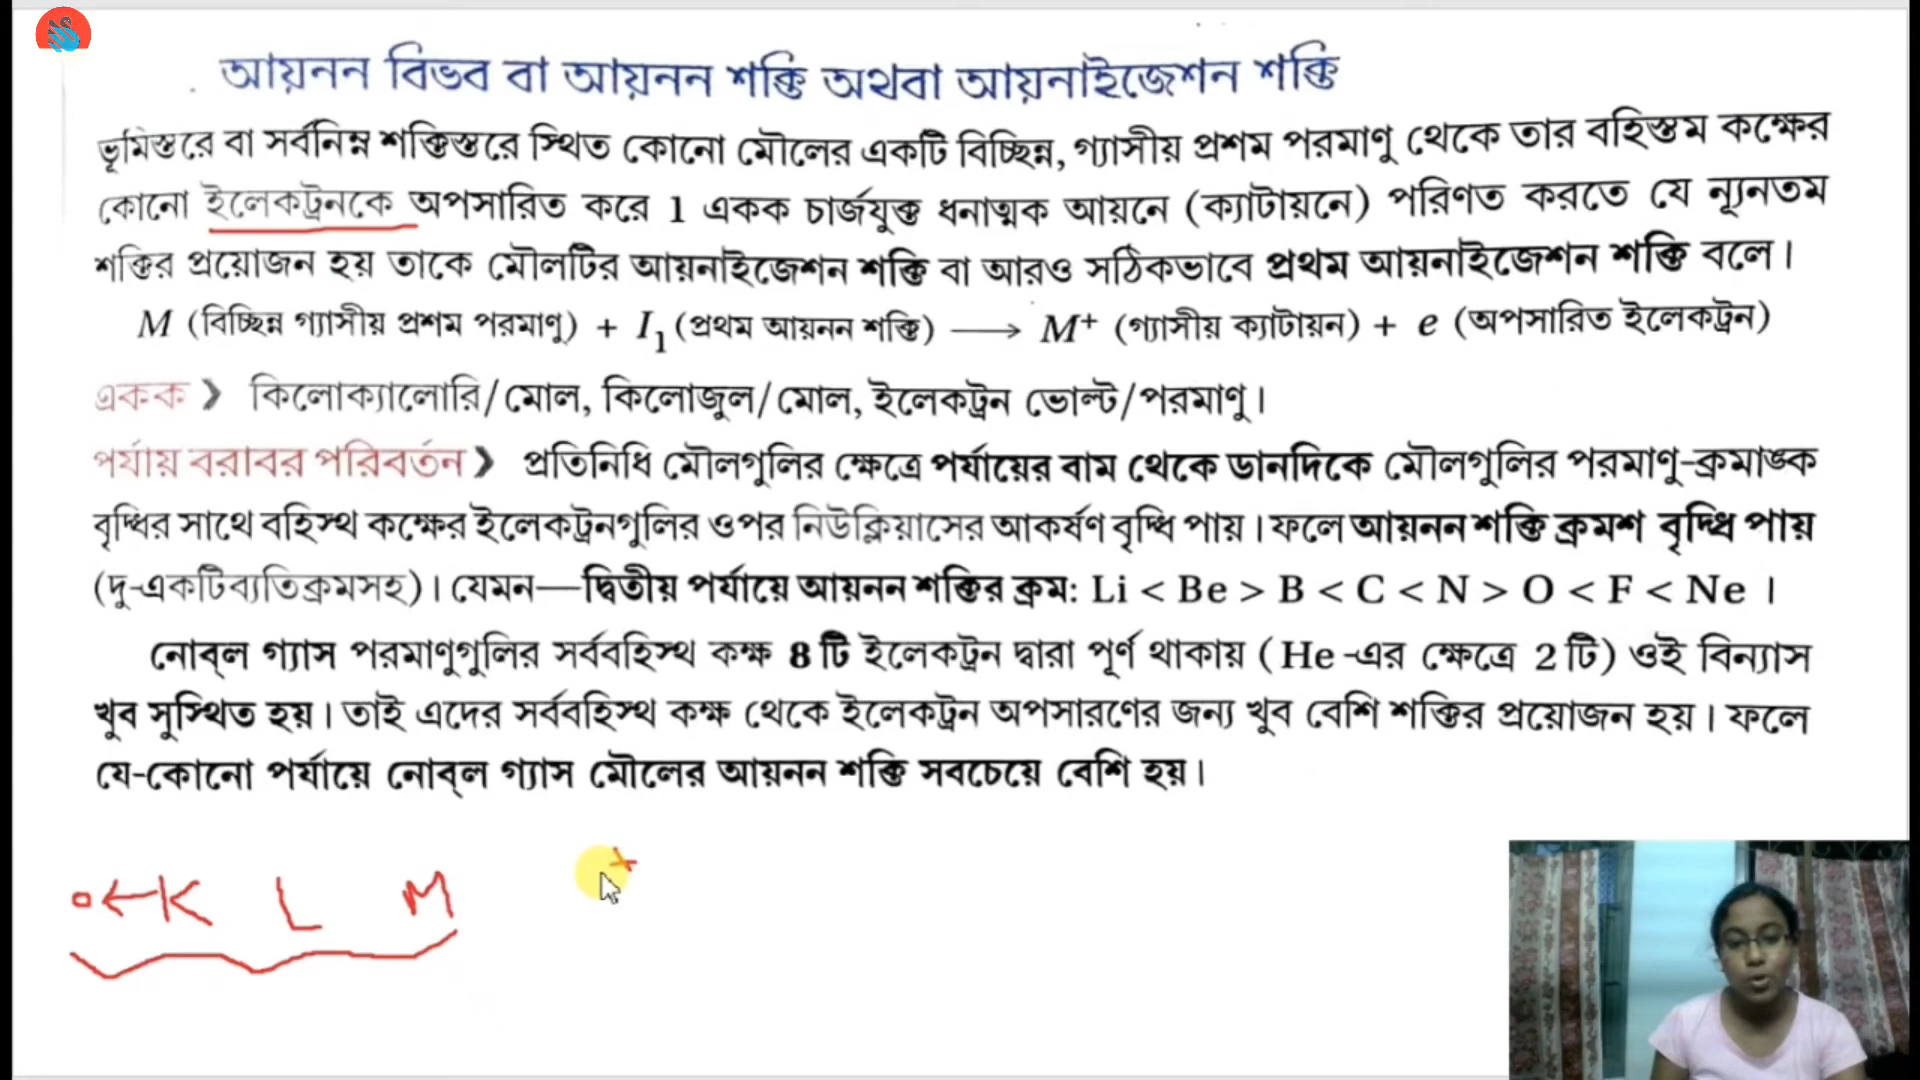 আয়নন বিভব বা আয়নন শক্তি অথবা আয়নাইজেশন শক্তি
ভূমিস্তরে বা সর্বনিম্ন শক্তিস্তরে স্থিত কোনো মৌলের একটি বিচ্ছিন্ন, গ্যাসীয় প্রশম পরমাণু থেকে তার বহিস্তম কক্ষের
কোনো ইলেকট্রনকে অপসারিত করে 1 একক চার্জযুক্ত ধনাত্মক আয়নে (ক্যাটায়নে) পরিণত করতে যে ন্যূনতম
শক্তির প্রয়োজন হয় তাকে মৌলটির আয়নাইজেশন শক্তি বা আরও সঠিকভাবে প্রথম আয়নাইজেশন শক্তি বলে।
M (বিচ্ছিন্ন গ্যাসীয় প্রশম পরমাণু) + I₁ (প্রথম আয়নন শক্তি) ⟶ M⁺ (গ্যাসীয় ক্যাটায়ন) + e (অপসারিত ইলেকট্রন)
একক ❯ কিলোক্যালোরি/মোল, কিলোজুল/মোল, ইলেকট্রন ভোল্ট/পরমাণু।
পর্যায় বরাবর পরিবর্তন ❯ প্রতিনিধি মৌলগুলির ক্ষেত্রে পর্যায়ের বাম থেকে ডানদিকে মৌলগুলির পরমাণু-ক্রমাঙ্ক
বৃদ্ধির সাথে বহিস্থ কক্ষের ইলেকট্রনগুলির ওপর নিউক্লিয়াসের আকর্ষণ বৃদ্ধি পায়। ফলে আয়নন শক্তি ক্রমশ বৃদ্ধি পায়
(দু-একটি ব্যতিক্রমসহ)। যেমন—দ্বিতীয় পর্যায়ে আয়নন শক্তির ক্রম: Li < Be > B < C < N > O < F < Ne ।
নোব্‌ল গ্যাস পরমাণুগুলির সর্ববহিস্থ কক্ষ 8 টি ইলেকট্রন দ্বারা পূর্ণ থাকায় (He -এর ক্ষেত্রে 2 টি) ওই বিন্যাস
খুব সুস্থিত হয়। তাই এদের সর্ববহিস্থ কক্ষ থেকে ইলেকট্রন অপসারণের জন্য খুব বেশি শক্তির প্রয়োজন হয়। ফলে
যে-কোনো পর্যায়ে নোব্‌ল গ্যাস মৌলের আয়নন শক্তি সবচেয়ে বেশি হয়।
←K L M